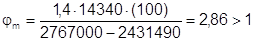 φₘ = 1,4·14340·(100) / 2767000−2431490 = 2,86 > 1